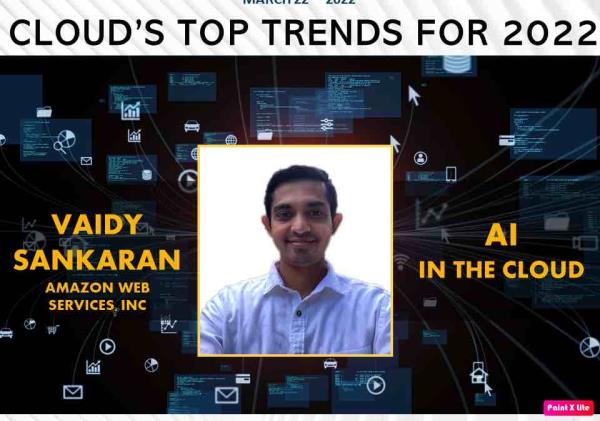 MARCH 22 2022
CLOUD'S TOP TRENDS FOR 2022
VAIDY
SANKARAN
AMAZON WEB
SERVICES, INC
AI
IN THE CLOUD
Paint X Lite